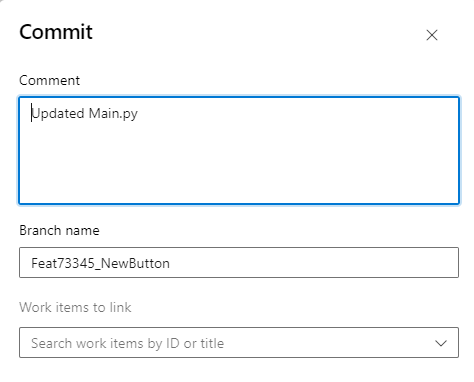 Commit
Comment
Updated Main.py
Branch name
Feat73345_NewButton
Work items to link
Search work items by ID or title